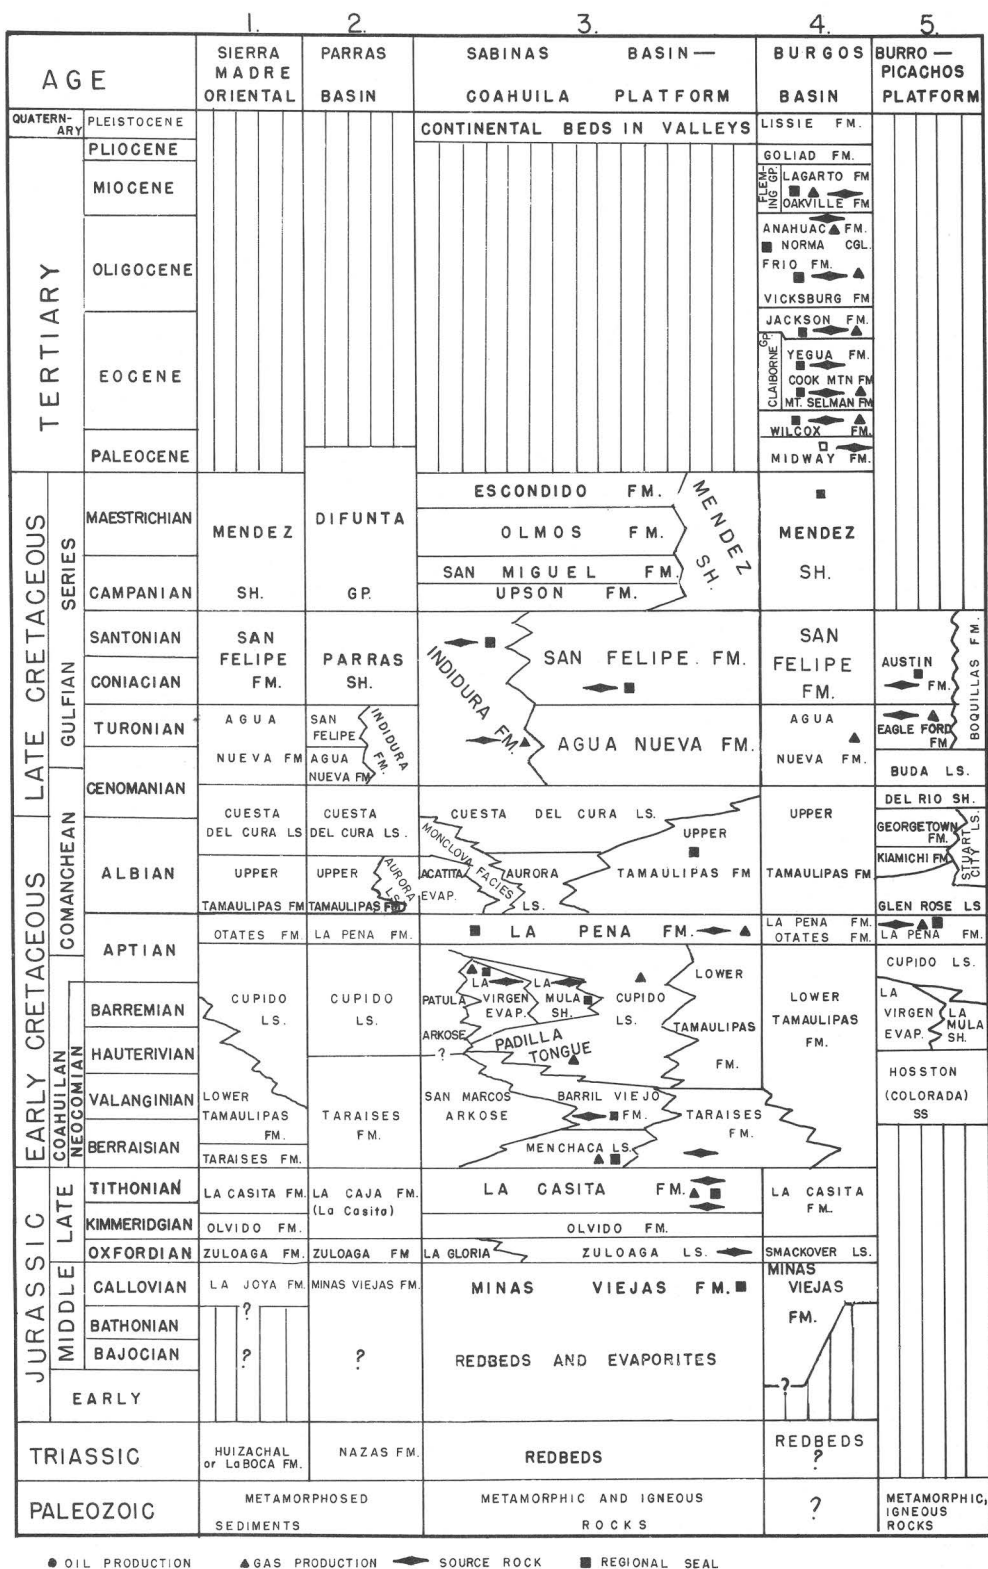 1. 2. 3. 4. 5.
AGE
SIERRA
MADRE
ORIENTAL
PARRAS
BASIN
SABINAS BASIN—
COAHUILA PLATFORM
BURGOS
BASIN
BURRO—
PICACHOS
PLATFORM
QUATERN-
ARY
PLEISTOCENE
CONTINENTAL BEDS IN VALLEYS
LISSIE FM.
TERTIARY
PLIOCENE
GOLIAD FM.
MIOCENE
FLEM-
ING GP.
LAGARTO FM
OAKVILLE FM
OLIGOCENE
ANAHUAC FM.
NORMA CGL.
FRIO FM.
VICKSBURG FM
EOCENE
JACKSON FM.
CLAIBORNE GP.
YEGUA FM.
COOK MTN FM
MT. SELMAN FM
WILCOX FM.
PALEOCENE
MIDWAY FM.
LATE CRETACEOUS
GULFIAN SERIES
MAESTRICHIAN
CAMPANIAN
MENDEZ
SH.
DIFUNTA
GP.
ESCONDIDO FM.
OLMOS FM.
SAN MIGUEL FM.
UPSON FM.
MENDEZ SH.
MENDEZ
SH.
SANTONIAN
CONIACIAN
SAN
FELIPE
FM.
PARRAS
SH.
INDIDURA FM.
SAN FELIPE FM.
SAN
FELIPE
FM.
AUSTIN
FM.
BOQUILLAS FM.
TURONIAN
AGUA
NUEVA FM
SAN
FELIPE
AGUA
NUEVA FM
INDIDURA FM.
AGUA NUEVA FM.
AGUA
NUEVA FM.
EAGLE FORD
FM
CENOMANIAN
BUDA LS.
DEL RIO SH.
EARLY CRETACEOUS
COMANCHEAN
CUESTA
DEL CURA LS
CUESTA
DEL CURA LS.
CUESTA DEL CURA LS.
ALBIAN
UPPER
TAMAULIPAS FM
UPPER
TAMAULIPAS FM
AURORA LS.
MONCLOVA FACIES
ACATITA
EVAP.
AURORA
LS.
UPPER
TAMAULIPAS FM
UPPER
TAMAULIPAS FM
GEORGETOWN
FM.
KIAMICHI FM
STUART CITY LS.
GLEN ROSE LS
APTIAN
OTATES FM
LA PENA FM.
LA PENA FM.
LA PENA FM.
OTATES FM.
LA PENA FM.
CUPIDO LS.
COAHUILAN
NEOCOMIAN
BARREMIAN
CUPIDO
LS.
CUPIDO
LS.
PATULA
ARKOSE
LA
VIRGEN
EVAP.
LA
MULA
SH.
CUPIDO
LS.
LOWER
TAMAULIPAS
FM.
LOWER
TAMAULIPAS
FM.
LA
VIRGEN
EVAP.
LA
MULA
SH.
HAUTERIVIAN
?
PADILLA
TONGUE
HOSSTON
(COLORADA)
SS
VALANGINIAN
LOWER
TAMAULIPAS
FM.
TARAISES
FM.
SAN MARCOS
ARKOSE
BARRIL VIEJO
FM.
TARAISES
FM.
BERRAISIAN
TARAISES FM.
MENCHACA LS.
JURASSIC
LATE
TITHONIAN
LA CASITA FM.
LA CAJA FM.
(La Casita)
LA CASITA FM.
LA CASITA
FM.
KIMMERIDGIAN
OLVIDO FM.
OLVIDO FM.
OXFORDIAN
ZULOAGA FM.
ZULOAGA FM
LA GLORIA
ZULOAGA LS.
SMACKOVER LS.
MIDDLE
CALLOVIAN
LA JOYA FM.
MINAS VIEJAS FM.
MINAS VIEJAS FM.
MINAS
VIEJAS
FM.
BATHONIAN
?
BAJOCIAN
?
?
REDBEDS AND EVAPORITES
?
EARLY
TRIASSIC
HUIZACHAL
or LaBOCA FM.
NAZAS FM.
REDBEDS
REDBEDS
?
PALEOZOIC
METAMORPHOSED
SEDIMENTS
METAMORPHIC AND IGNEOUS
ROCKS
?
METAMORPHIC,
IGNEOUS
ROCKS
OIL PRODUCTION GAS PRODUCTION SOURCE ROCK REGIONAL SEAL